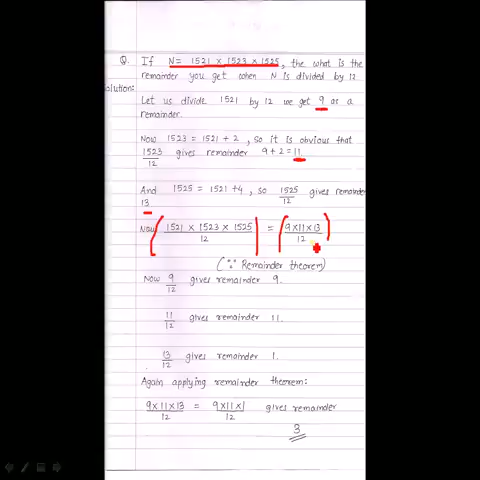 Q. If N = 1521 × 1523 × 1525, the what is the
remainder you get when N is divided by 12
olution:
Let us divide 1521 by 12 we get 9 as a
remainder.
Now 1523 = 1521 + 2, so it is obvious that
1523/12 gives remainder 9 + 2 = 11
And 1525 = 1521 + 4, so 1525/12 gives remainder
13
Now (1521 × 1523 × 1525 / 12) = (9 × 11 × 13 / 12)
(∵ Remainder theorem)
Now 9/12 gives remainder 9.
11/12 gives remainder 11.
13/12 gives remainder 1.
Again applying remainder theorem:
9 × 11 × 13 / 12 = 9 × 11 × 1 / 12 gives remainder
3